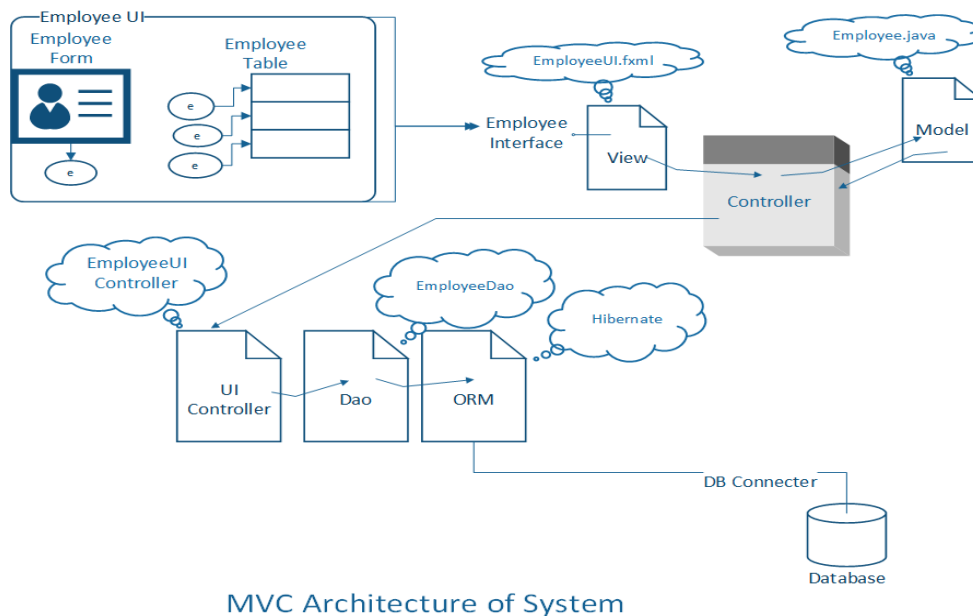 Employee UI
Employee
Form
Employee
Table
e
e
e
e
Employee
Interface
EmployeeUI.fxml
View
Employee.java
Model
Controller
EmployeeUI
Controller
EmployeeDao
Hibernate
UI
Controller
Dao
ORM
DB Connecter
Database
MVC Architecture of System